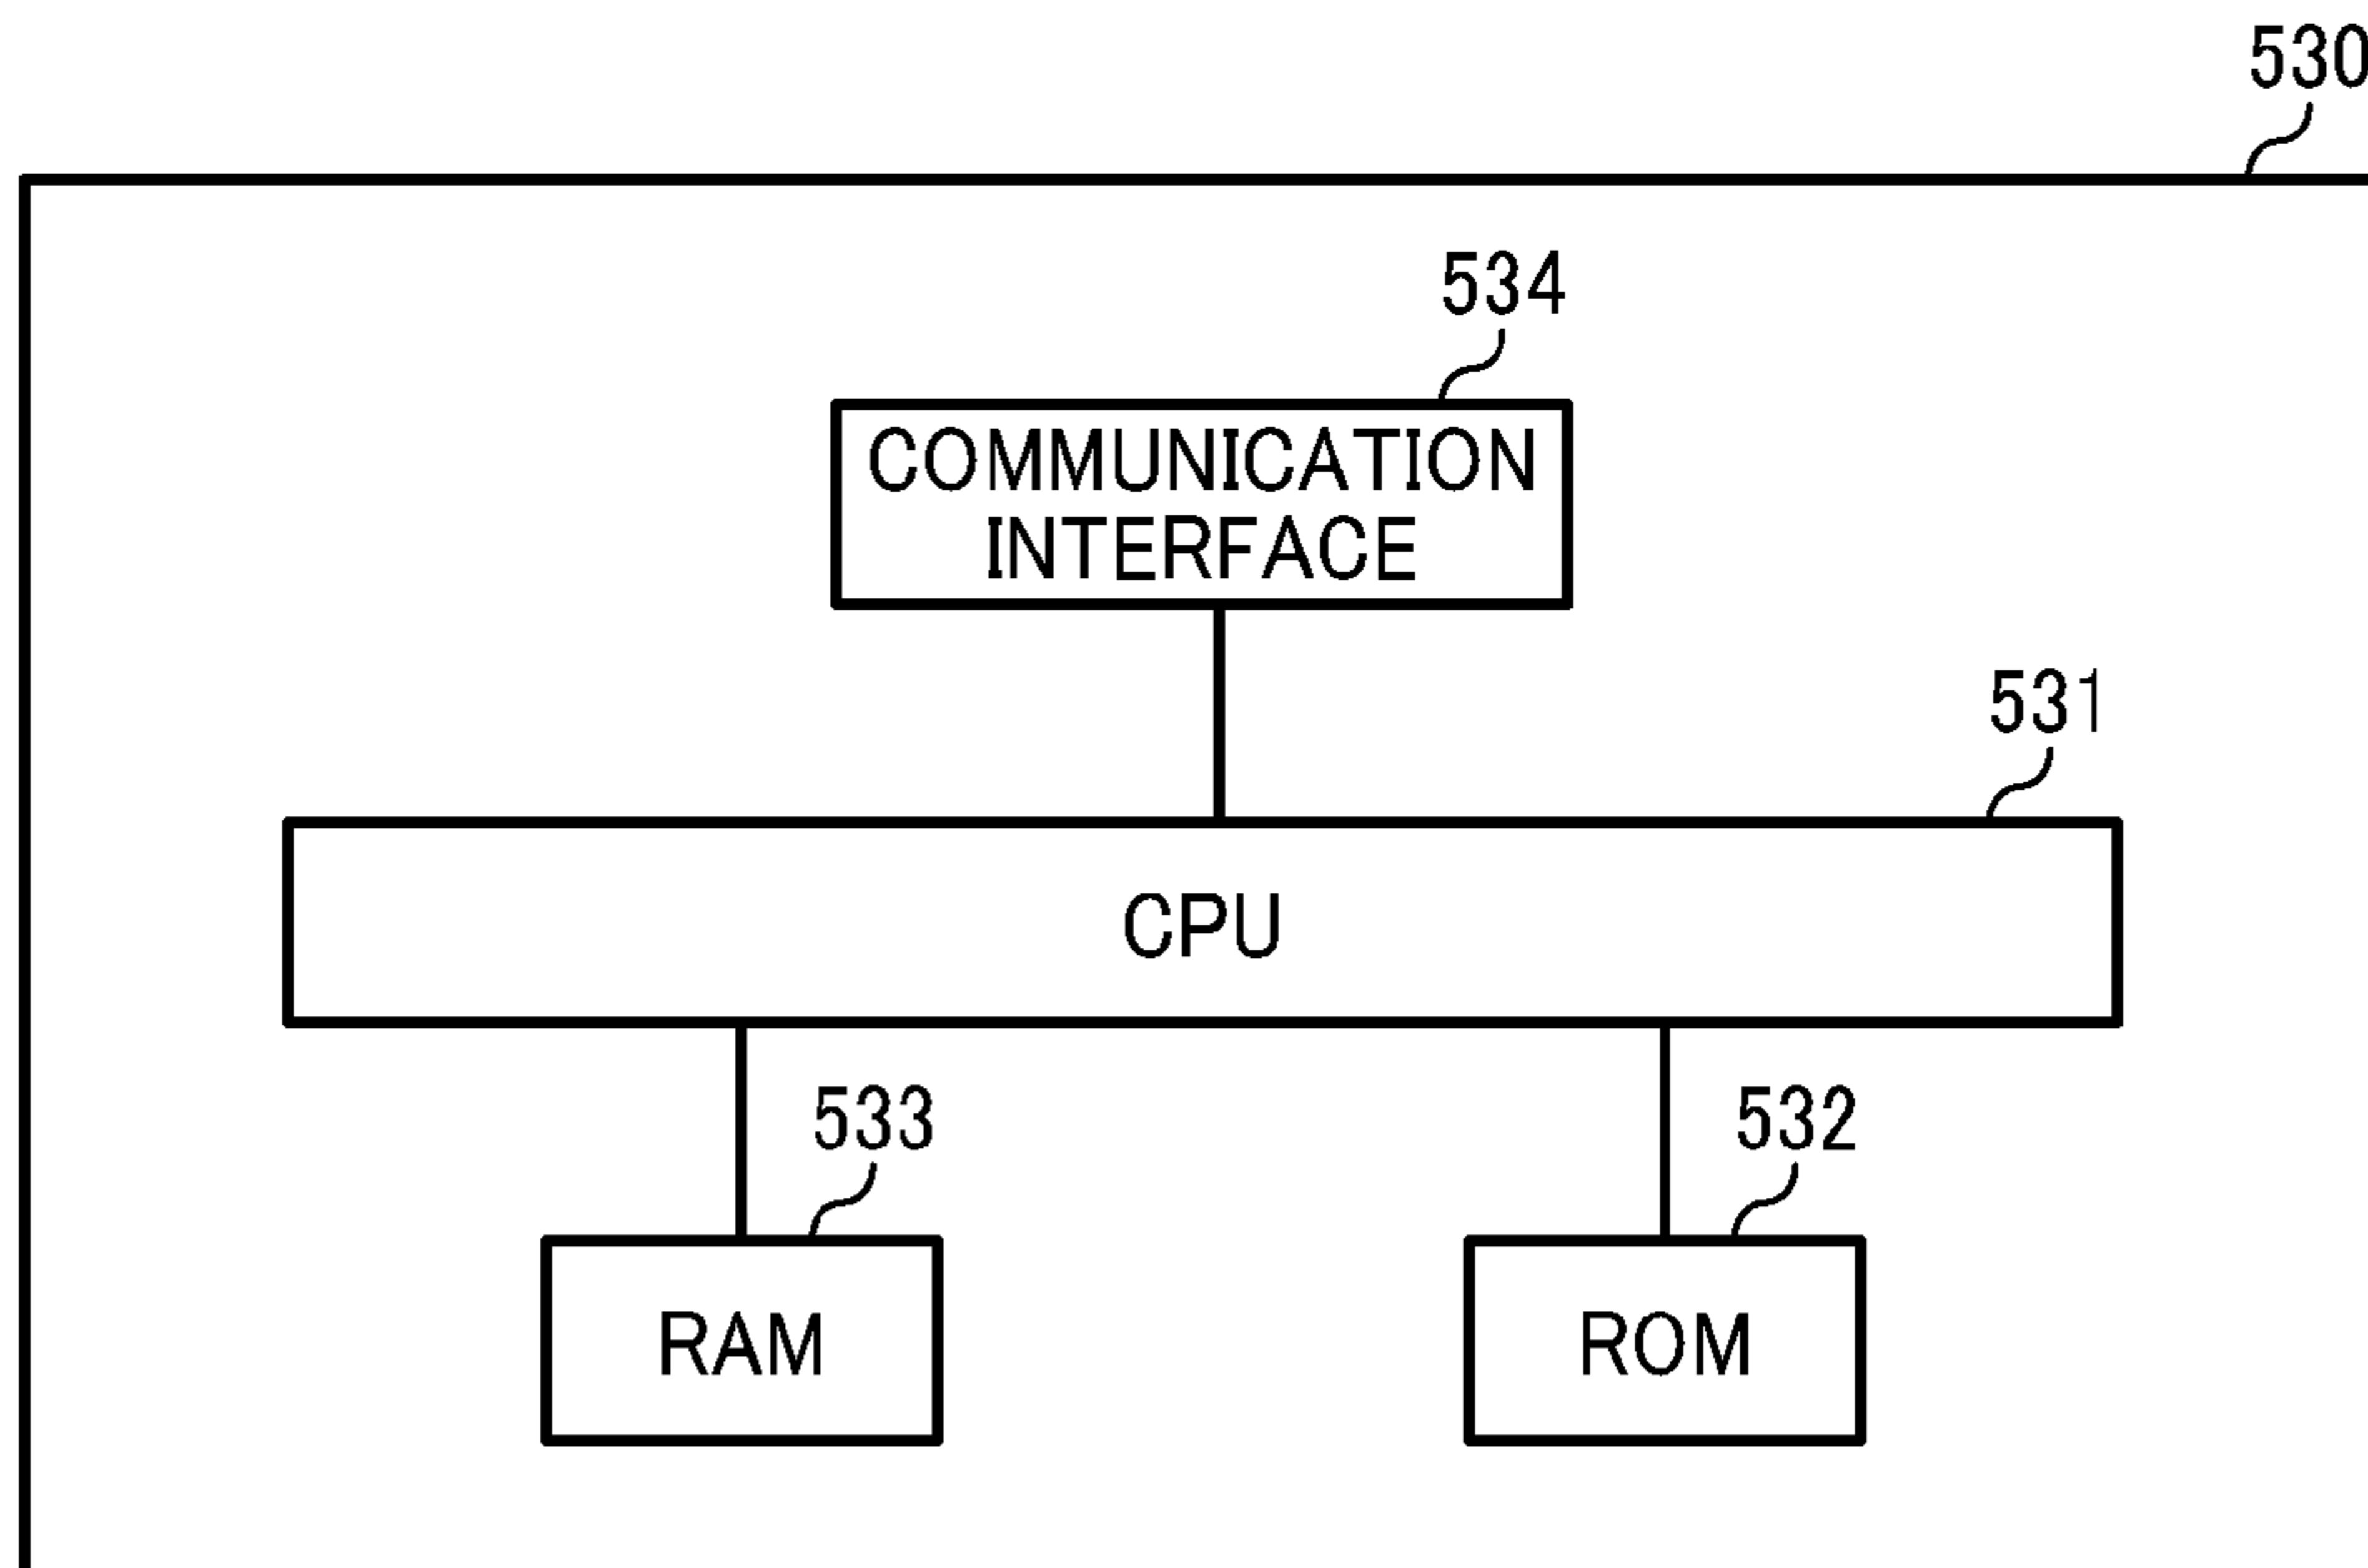 530
534
COMMUNICATION
INTERFACE
531
CPU
533
532
RAM
ROM